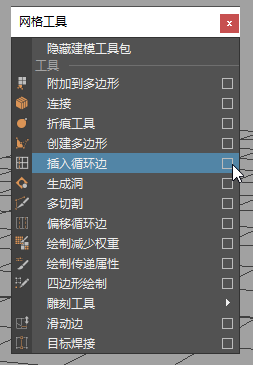 网格工具
隐藏建模工具包
工具
附加到多边形
连接
折痕工具
创建多边形
插入循环边
生成洞
多切割
偏移循环边
绘制减少权重
绘制传递属性
四边形绘制
雕刻工具
滑动边
目标焊接